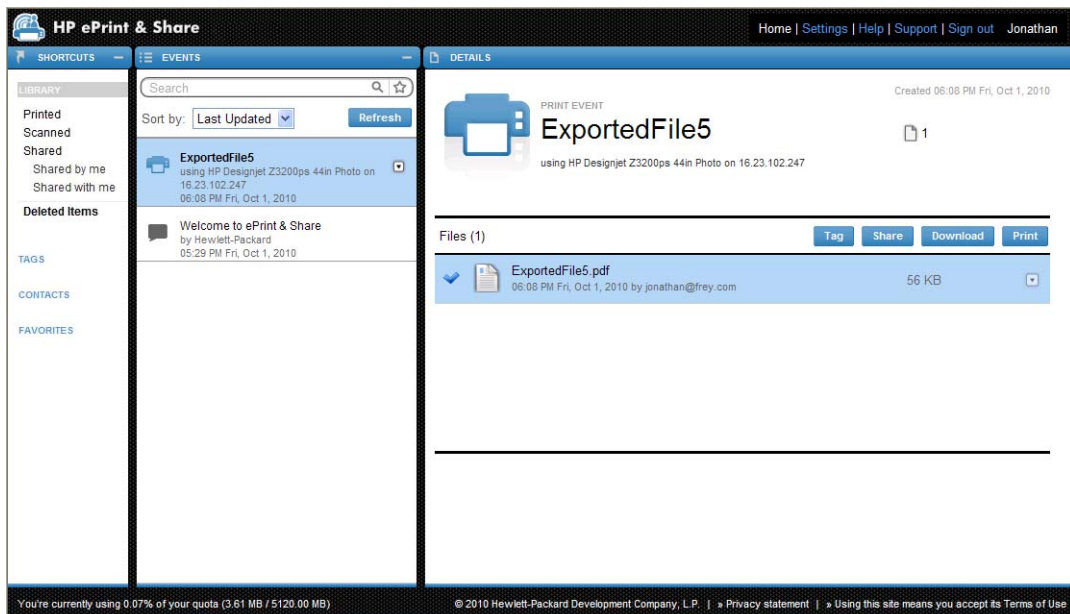 HP ePrint & Share
Home | Settings | Help | Support | Sign out Jonathan
SHORTCUTS
LIBRARY
Printed
Scanned
Shared
Shared by me
Shared with me
Deleted Items
TAGS
CONTACTS
FAVORITES
EVENTS
Search
Sort by: Last Updated Refresh
ExportedFile5
using HP Designjet Z3200ps 44in Photo on
16.23.102.247
06:08 PM Fri, Oct 1, 2010
Welcome to ePrint & Share
by Hewlett-Packard
05:29 PM Fri, Oct 1, 2010
DETAILS
Created 06:08 PM Fri, Oct 1, 2010
PRINT EVENT
ExportedFile5
1
using HP Designjet Z3200ps 44in Photo on 16.23.102.247
Files (1) Tag Share Download Print
ExportedFile5.pdf
06:08 PM Fri, Oct 1, 2010 by jonathan@frey.com
56 KB
You're currently using 0.07% of your quota (3.61 MB / 5120.00 MB)
© 2010 Hewlett-Packard Development Company, L.P. | » Privacy statement | » Using this site means you accept its Terms of Use